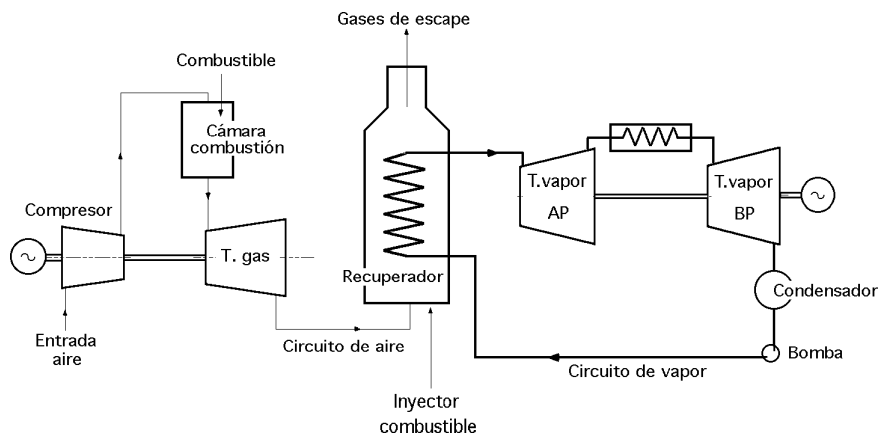 Gases de escape
Combustible
Cámara
combustión
Compresor
T. gas
Entrada
aire
Circuito de aire
Recuperador
Inyector
combustible
T.vapor
AP
T.vapor
BP
Condensador
Bomba
Circuito de vapor